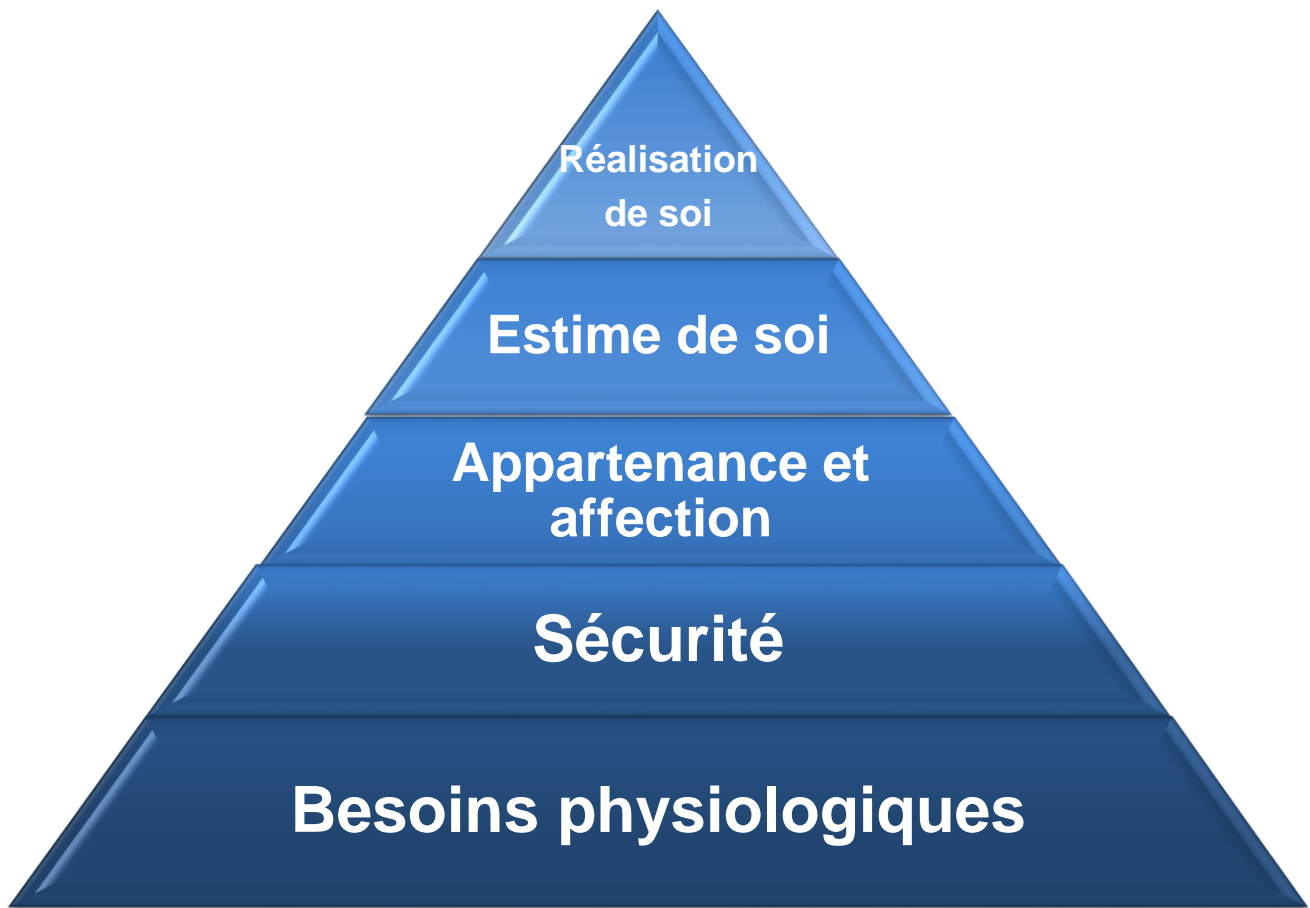 Réalisation
de soi
Estime de soi
Appartenance et
affection
Sécurité
Besoins physiologiques